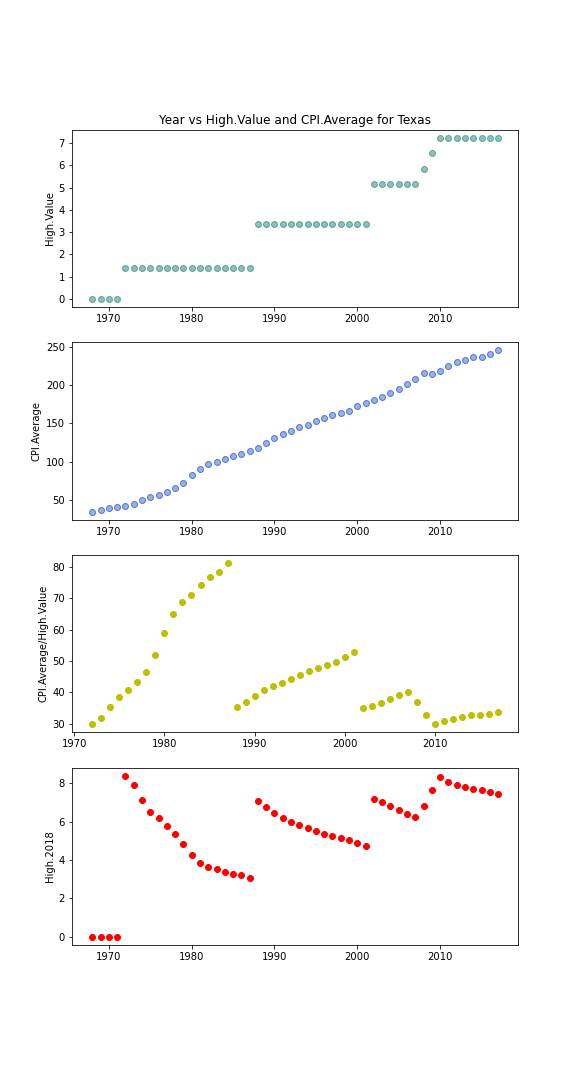 Year vs High.Value and CPI.Average for Texas
High.Value
7
6
5
4
3
2
1
0
1970 1980 1990 2000 2010
CPI.Average
250
200
150
100
50
1970 1980 1990 2000 2010
CPI.Average/High.Value
80
70
60
50
40
30
1970 1980 1990 2000 2010
High.2018
8
6
4
2
0
1970 1980 1990 2000 2010